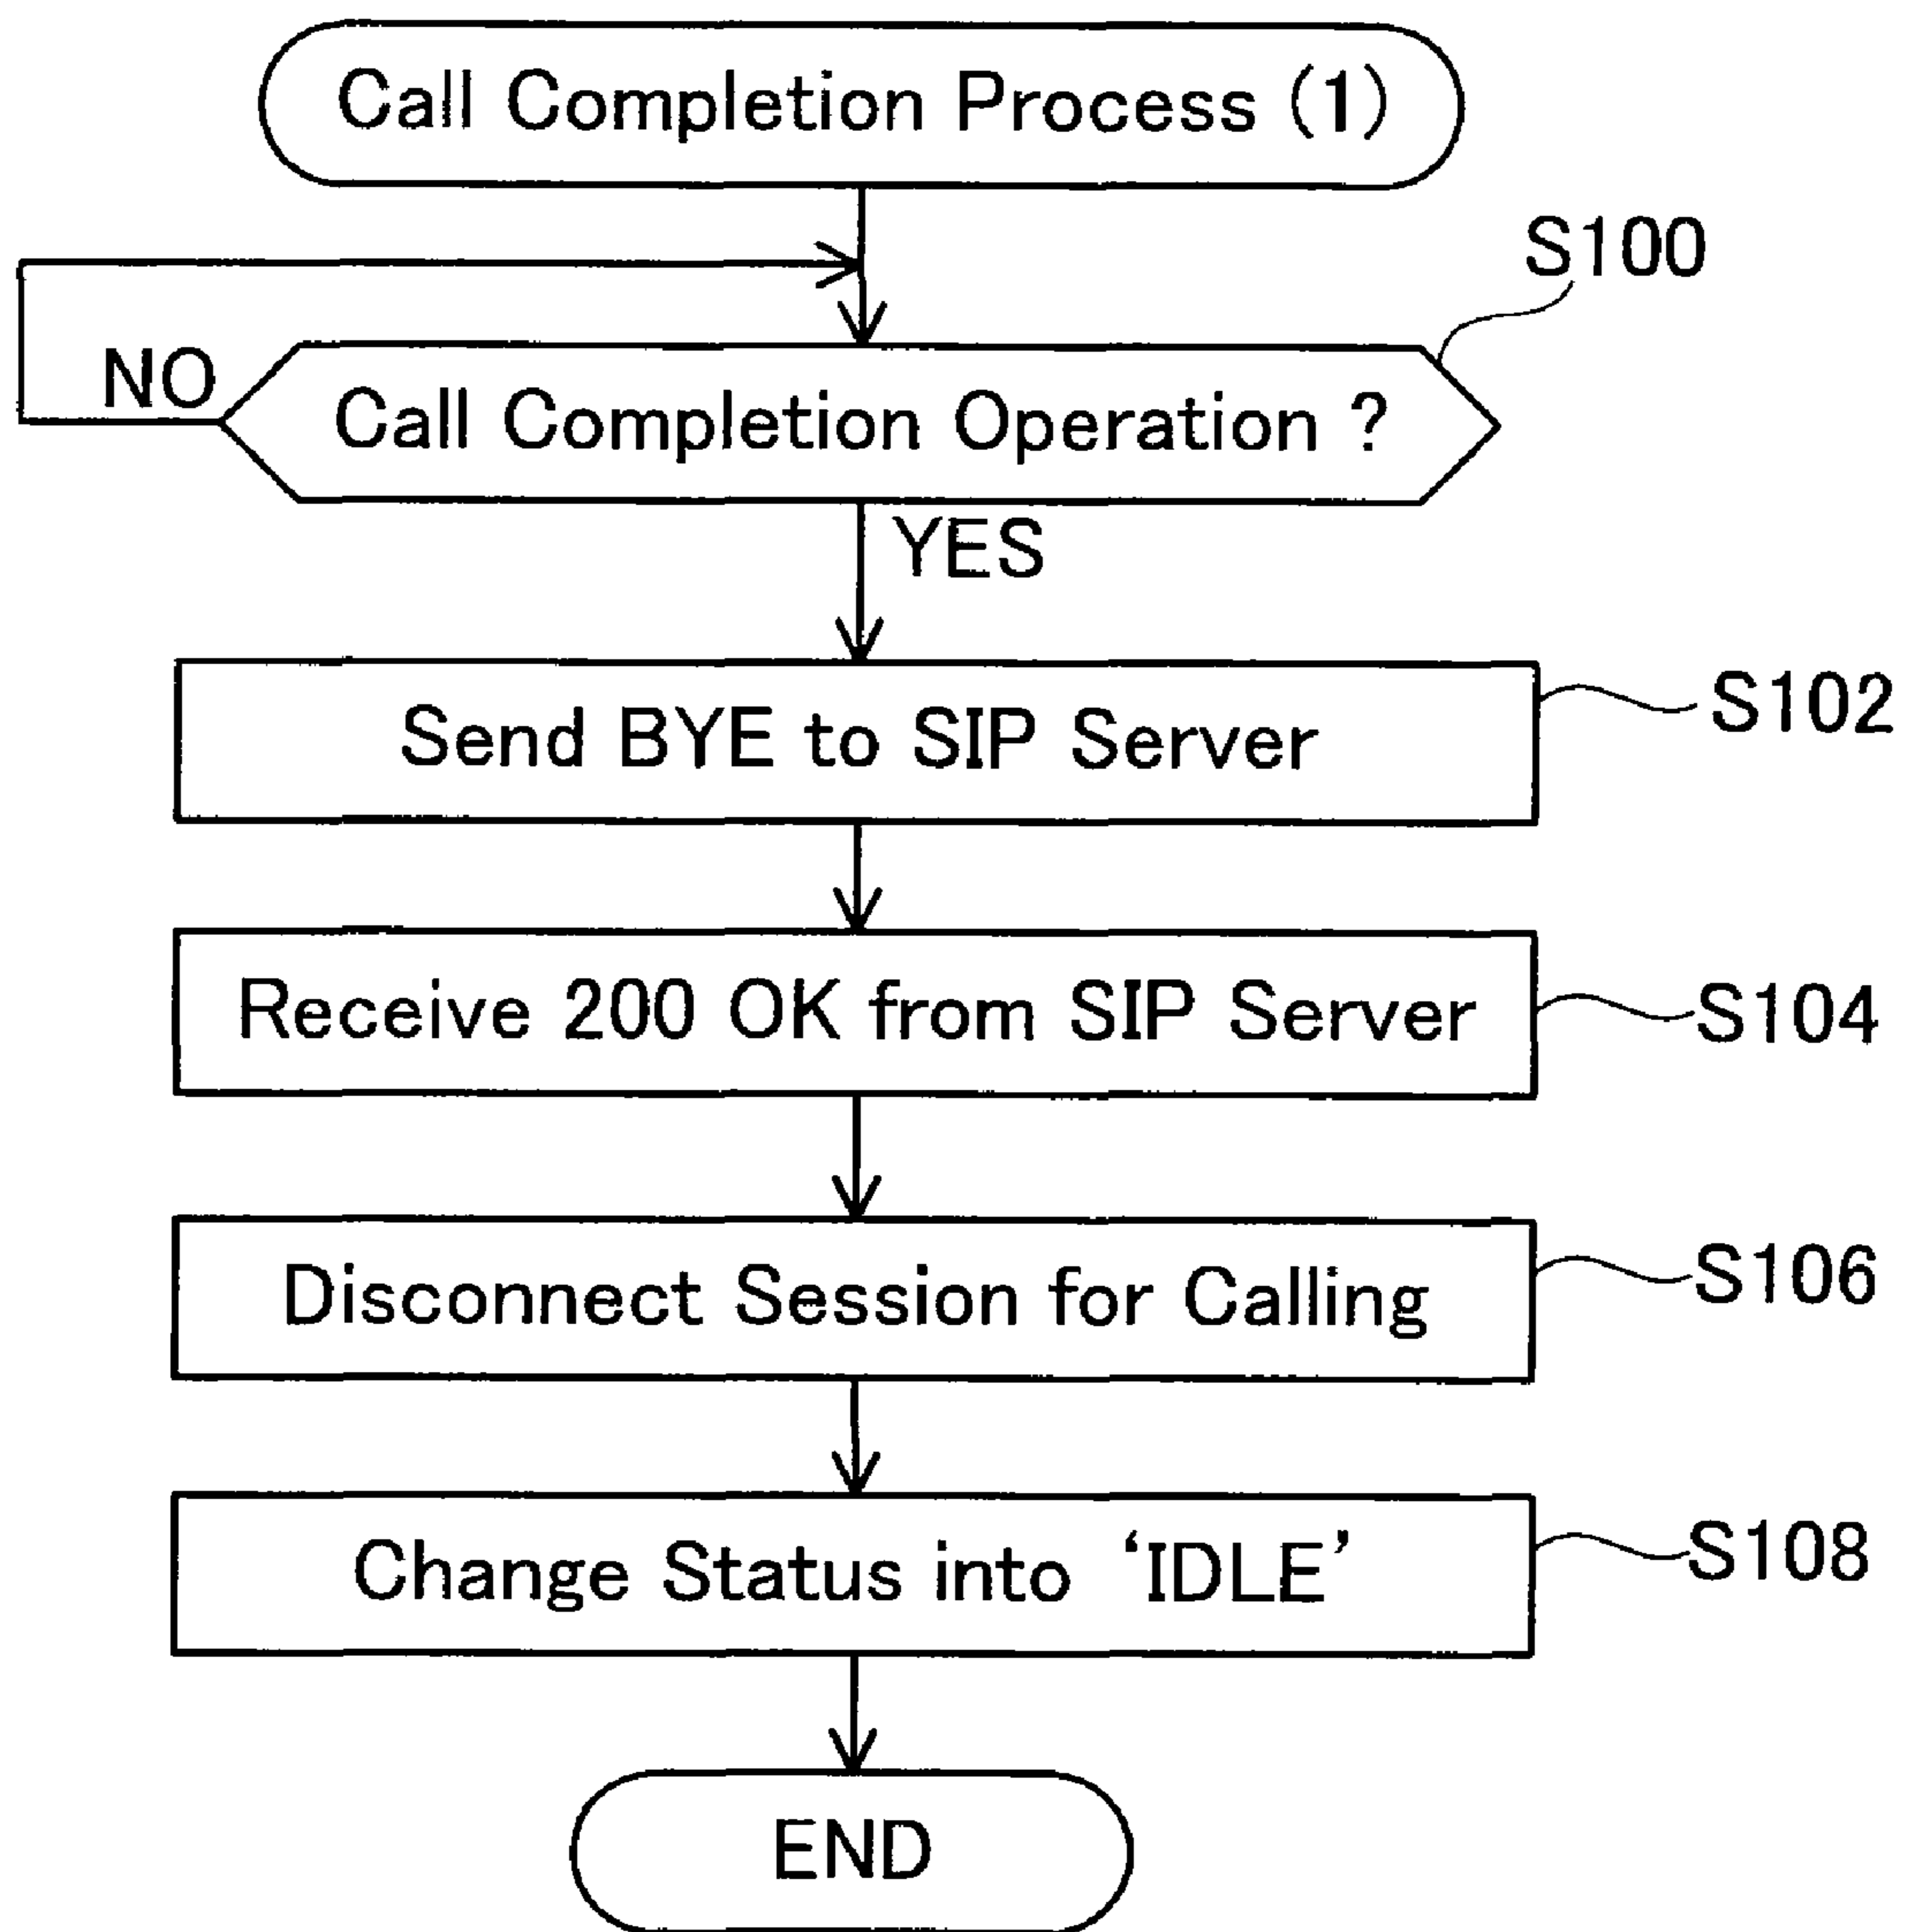 Call Completion Process (1)
S100
NO
Call Completion Operation ?
YES
Send BYE to SIP Server
S102
Receive 200 OK from SIP Server
S104
Disconnect Session for Calling
S106
Change Status into ‘IDLE’
S108
END